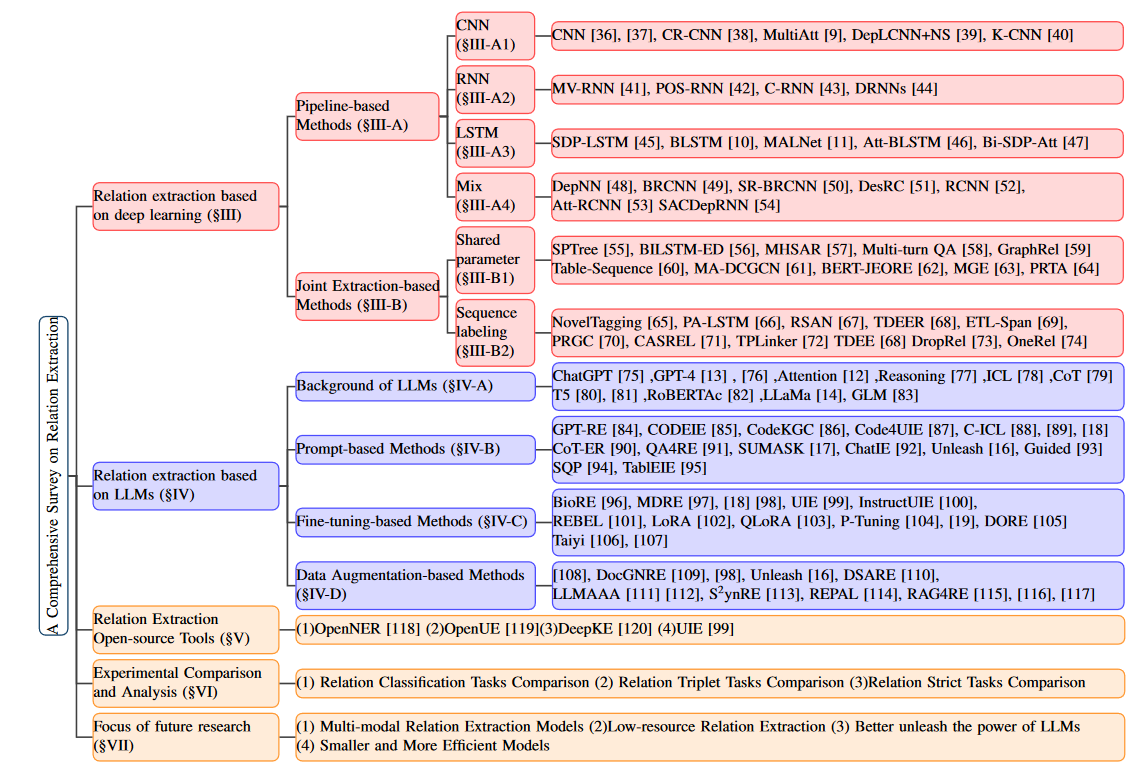 A Comprehensive Survey on Relation Extraction
Relation extraction based
on deep learning (§III)
Pipeline-based
Methods (§III-A)
CNN
(§III-A1)
CNN [36], [37], CR-CNN [38], MultiAtt [9], DepLCNN+NS [39], K-CNN [40]
RNN
(§III-A2)
MV-RNN [41], POS-RNN [42], C-RNN [43], DRNNs [44]
LSTM
(§III-A3)
SDP-LSTM [45], BLSTM [10], MALNet [11], Att-BLSTM [46], Bi-SDP-Att [47]
Mix
(§III-A4)
DepNN [48], BRCNN [49], SR-BRCNN [50], DesRC [51], RCNN [52],
Att-RCNN [53] SACDepRNN [54]
Joint Extraction-based
Methods (§III-B)
Shared
parameter
(§III-B1)
SPTree [55], BILSTM-ED [56], MHSAR [57], Multi-turn QA [58], GraphRel [59]
Table-Sequence [60], MA-DCGCN [61], BERT-JEORE [62], MGE [63], PRTA [64]
Sequence
labeling
(§III-B2)
NovelTagging [65], PA-LSTM [66], RSAN [67], TDEER [68], ETL-Span [69],
PRGC [70], CASREL [71], TPLinker [72] TDEE [68] DropRel [73], OneRel [74]
Relation extraction based
on LLMs (§IV)
Background of LLMs (§IV-A)
ChatGPT [75] ,GPT-4 [13] , [76] ,Attention [12] ,Reasoning [77] ,ICL [78] ,CoT [79]
T5 [80], [81] ,RoBERTAc [82] ,LLaMa [14], GLM [83]
Prompt-based Methods (§IV-B)
GPT-RE [84], CODEIE [85], CodeKGC [86], Code4UIE [87], C-ICL [88], [89], [18]
CoT-ER [90], QA4RE [91], SUMASK [17], ChatIE [92], Unleash [16], Guided [93]
SQP [94], TablEIE [95]
Fine-tuning-based Methods (§IV-C)
BioRE [96], MDRE [97], [18] [98], UIE [99], InstructUIE [100],
REBEL [101], LoRA [102], QLoRA [103], P-Tuning [104], [19], DORE [105]
Taiyi [106], [107]
Data Augmentation-based Methods
(§IV-D)
[108], DocGNRE [109], [98], Unleash [16], DSARE [110],
LLMAAA [111] [112], S²ynRE [113], REPAL [114], RAG4RE [115], [116], [117]
Relation Extraction
Open-source Tools (§V)
(1)OpenNER [118] (2)OpenUE [119](3)DeepKE [120] (4)UIE [99]
Experimental Comparison
and Analysis (§VI)
(1) Relation Classification Tasks Comparison (2) Relation Triplet Tasks Comparison (3)Relation Strict Tasks Comparison
Focus of future research
(§VII)
(1) Multi-modal Relation Extraction Models (2)Low-resource Relation Extraction (3) Better unleash the power of LLMs
(4) Smaller and More Efficient Models